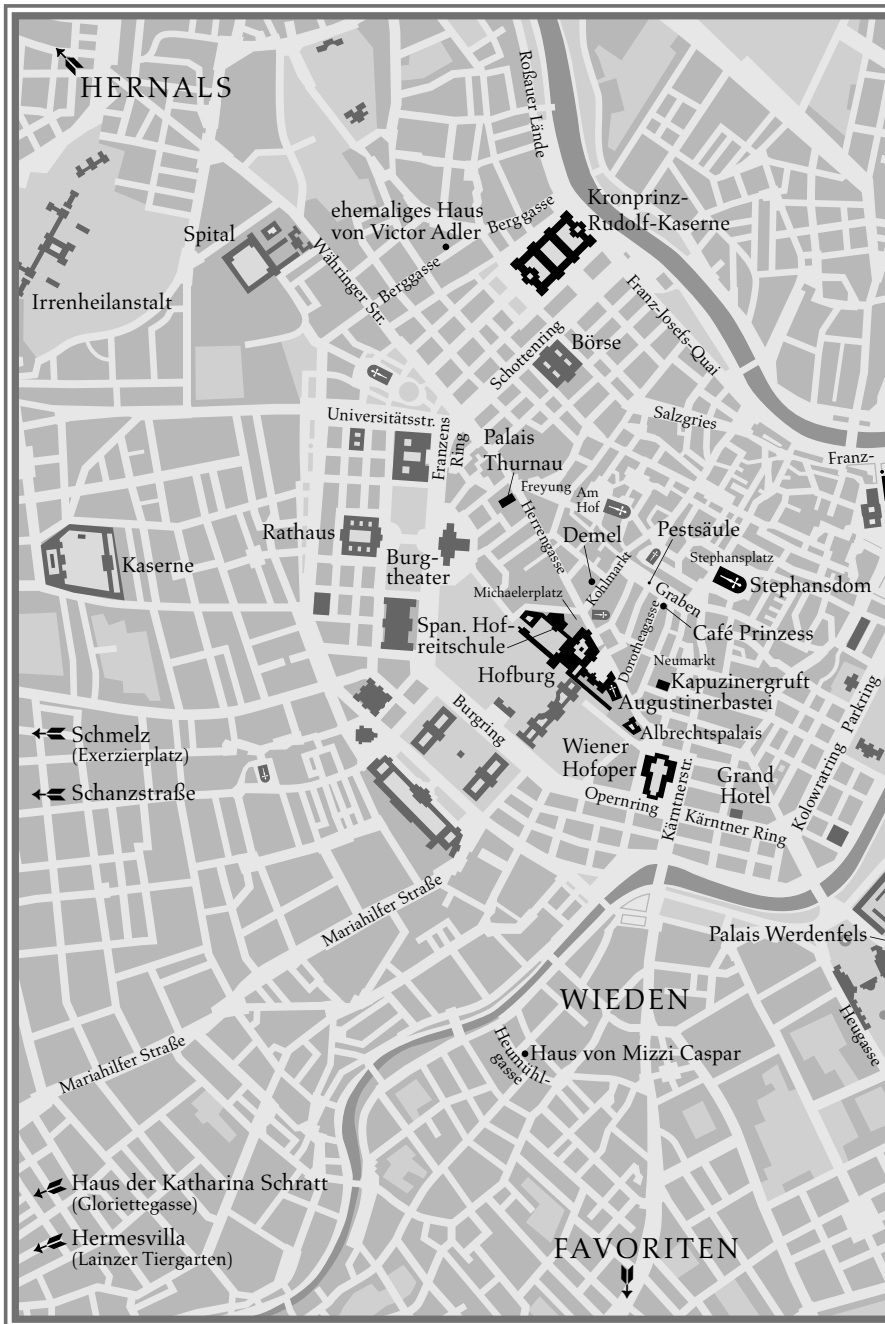 HERNALS
Roßauer Lände
Kronprinz-
Rudolf-Kaserne
ehemaliges Haus
von Victor Adler
Berggasse
Spital
Währinger Str.
Berggasse
Irrenheilanstalt
Franz-Josefs-Quai
Schottenring
Börse
Universitätsstr.
Franzens
Ring
Salzgries
Palais
Thurnau
Freyung
Am
Hof
Franz-
Herrengasse
Rathaus
Burg-
theater
Demel
Pestsäule
Stephansplatz
Stephansdom
Kaserne
Kohlmarkt
Michaelerplatz
Graben
Café Prinzess
Span. Hof-
reitschule
Dorotheagasse
Neumarkt
Hofburg
Kapuzinergruft
Augustinerbastei
Albrechtspalais
Burgring
Schmelz
(Exerzierplatz)
Wiener
Hofoper
Parkring
Kolowratring
Grand
Hotel
Schanzstraße
Opernring
Kärntnerstr.
Kärntner Ring
Mariahilfer Straße
Palais Werdenfels
WIEDEN
Heugasse
Heumühl-
gasse
Haus von Mizzi Caspar
Mariahilfer Straße
Haus der Katharina Schratt
(Gloriettegasse)
Hermesvilla
(Lainzer Tiergarten)
FAVORITEN